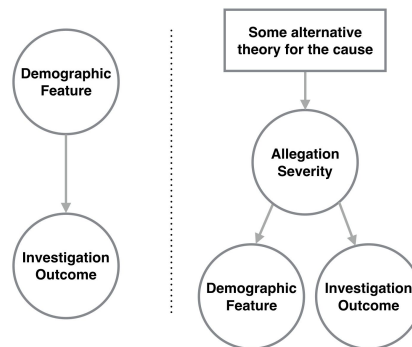 Demographic
Feature
Investigation
Outcome
Some alternative
theory for the cause
Allegation
Severity
Demographic
Feature
Investigation
Outcome